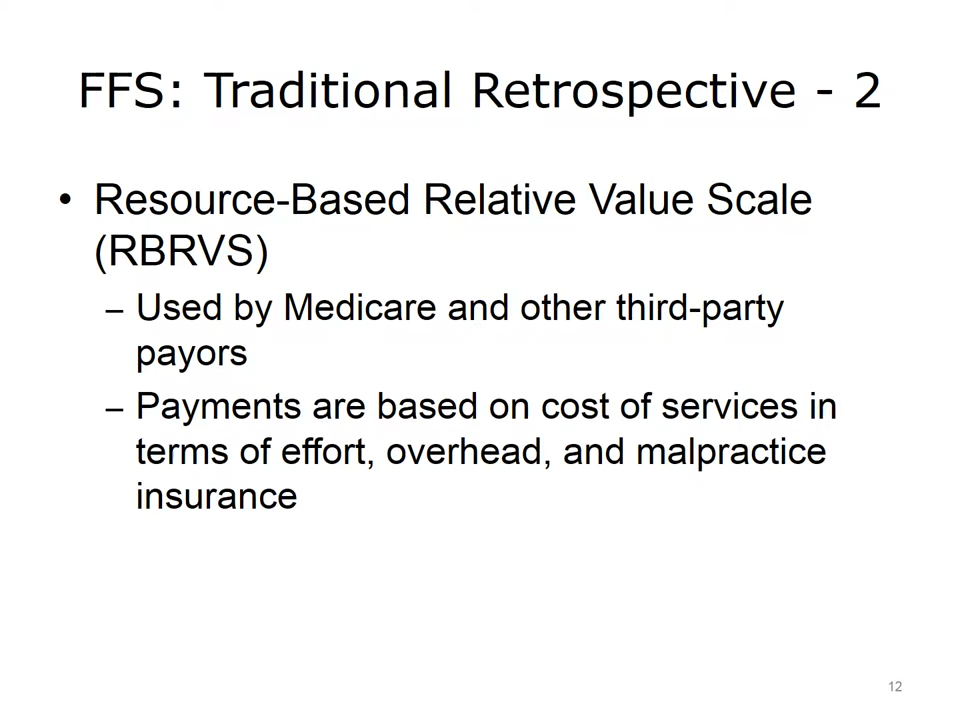 FFS: Traditional Retrospective - 2
• Resource-Based Relative Value Scale
(RBRVS)
– Used by Medicare and other third-party
payors
– Payments are based on cost of services in
terms of effort, overhead, and malpractice
insurance
12